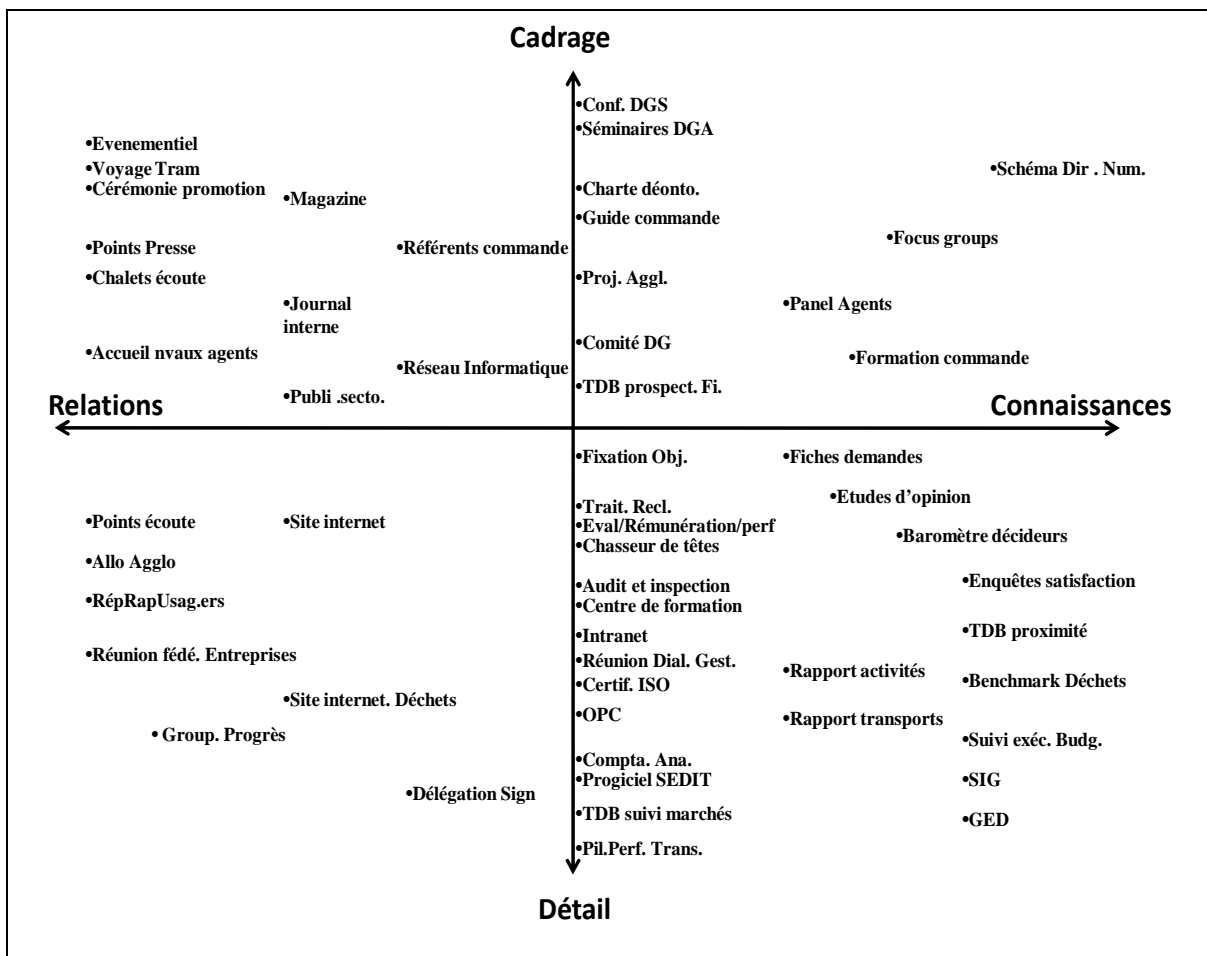 Cadrage
•Conf. DGS
•Séminaires DGA
•Evenementiel
•Voyage Tram
•Schéma Dir . Num.
•Cérémonie promotion
•Magazine
•Charte déonto.
•Guide commande
•Focus groups
•Points Presse
•Référents commande
•Chalets écoute
•Proj. Aggl.
•Journal
interne
•Panel Agents
•Accueil nvaux agents
•Comité DG
•Formation commande
•Réseau Informatique
•TDB prospect. Fi.
•Publi .secto.
Relations
Connaissances
•Fixation Obj.
•Fiches demandes
•Etudes d’opinion
•Trait. Recl.
•Points écoute
•Site internet
•Eval/Rémunération/perf
•Baromètre décideurs
•Chasseur de têtes
•Allo Agglo
•Enquêtes satisfaction
•Audit et inspection
•RépRapUsag.ers
•Centre de formation
•TDB proximité
•Intranet
•Réunion fédé. Entreprises
•Réunion Dial. Gest.
•Rapport activités
•Certif. ISO
•Benchmark Déchets
•Site internet. Déchets
•OPC
•Rapport transports
• Group. Progrès
•Suivi exéc. Budg.
•Compta. Ana.
•Progiciel SEDIT
•SIG
•Délégation Sign
•TDB suivi marchés
•GED
•Pil.Perf. Trans.
Détail